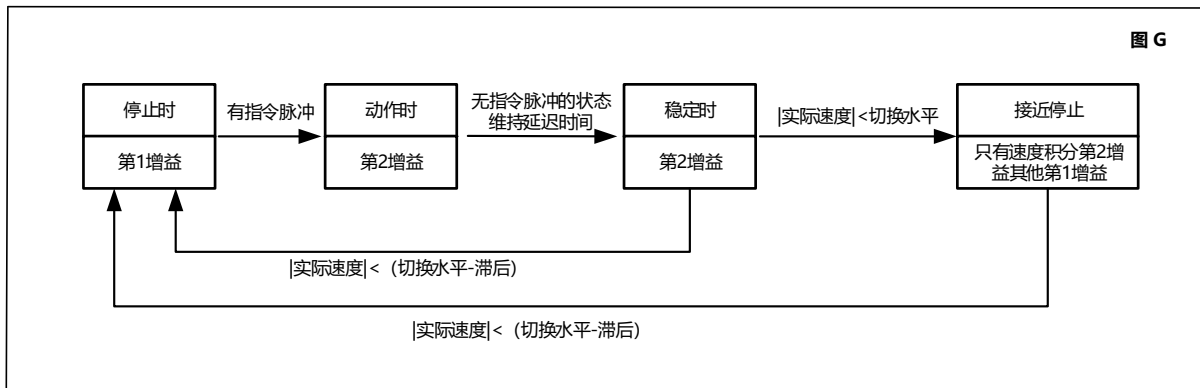 图 G
停止时
第1增益
有指令脉冲
动作时
第2增益
无指令脉冲的状态
维持延迟时间
稳定时
第2增益
|实际速度|<切换水平
接近停止
只有速度积分第2增
益其他第1增益
|实际速度|<（切换水平-滞后）
|实际速度|<（切换水平-滞后）